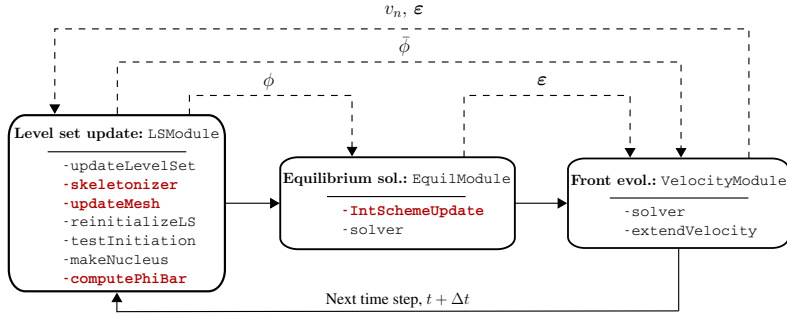 v_n, ε
ϕ̄
ϕ
ε
Level set update: LSModule
-updateLevelSet
-skeletonizer
-updateMesh
-reinitializeLS
-testInitiation
-makeNucleus
-computePhiBar
Equilibrium sol.: EquilModule
-IntSchemeUpdate
-solver
Front evol.: VelocityModule
-solver
-extendVelocity
Next time step, t + Δt